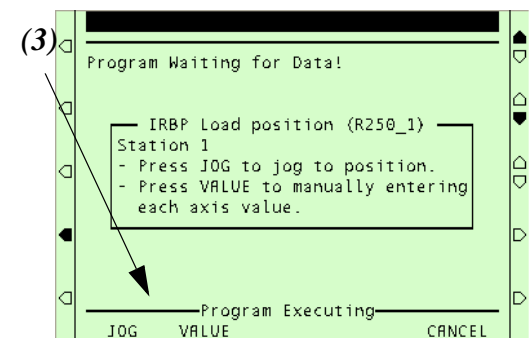 (3)
Program Waiting for Data!
IRBP Load position (R250_1)
Station 1
- Press JOG to jog to position.
- Press VALUE to manually entering
each axis value.
Program Executing
JOG VALUE CANCEL